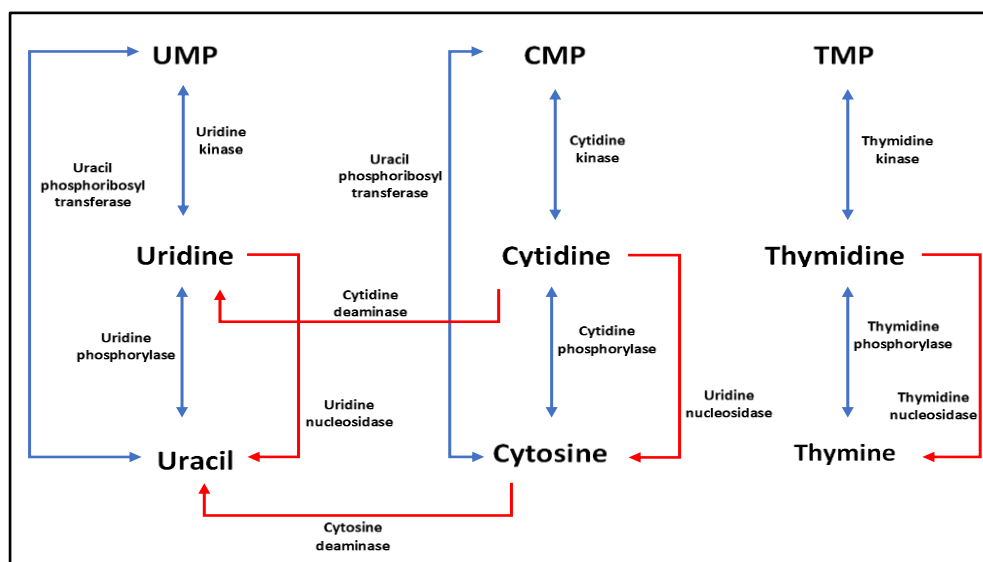 UMP
CMP
TMP
Uridine
kinase
Cytidine
kinase
Thymidine
kinase
Uracil
phosphoribosyl
transferase
Uracil
phosphoribosyl
transferase
Uridine
Cytidine
Thymidine
Cytidine
deaminase
Uridine
phosphorylase
Cytidine
phosphorylase
Thymidine
phosphorylase
Uridine
nucleosidase
Uridine
nucleosidase
Thymidine
nucleosidase
Uracil
Cytosine
Thymine
Cytosine
deaminase